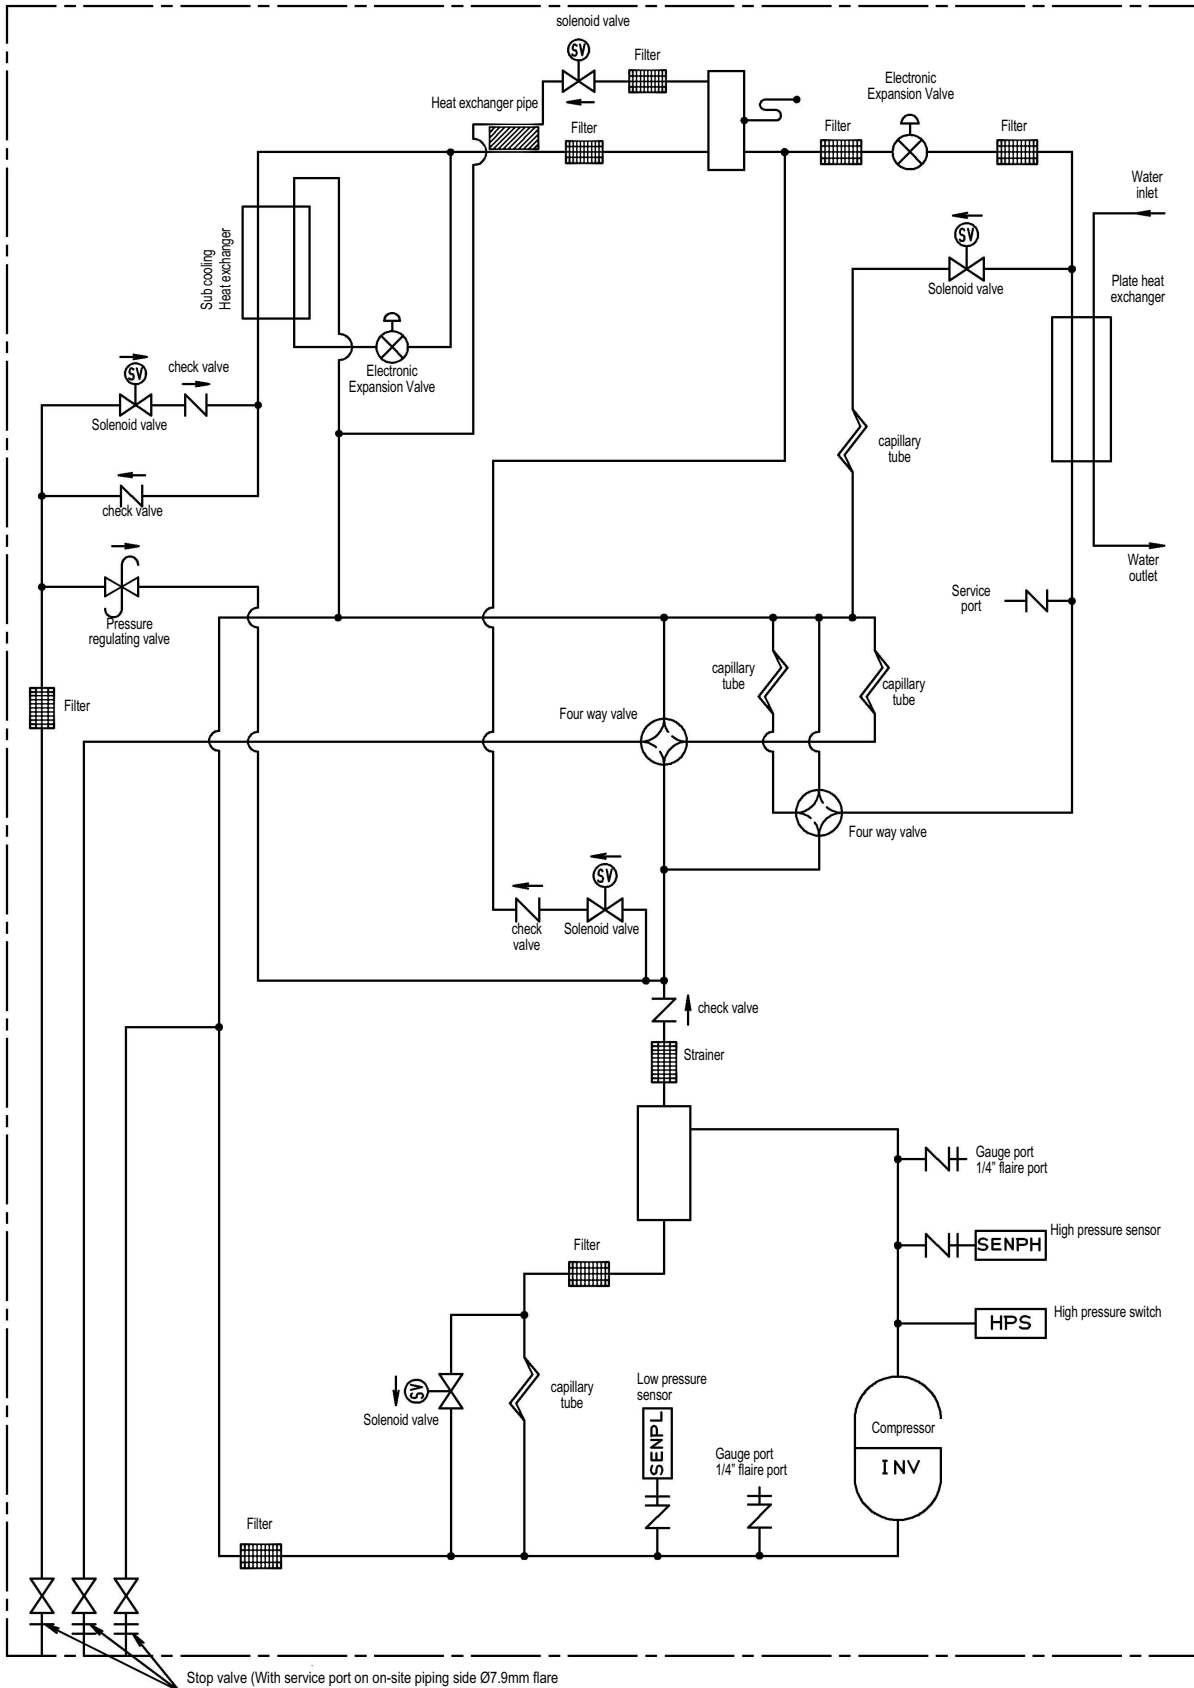 solenoid valve
SV
Filter
Electronic
Expansion Valve
Heat exchanger pipe
Filter
Filter
Filter
Water
inlet
SV
Solenoid valve
Plate heat
exchanger
Sub cooling
Heat exchanger
Electronic
Expansion Valve
SV
check valve
Solenoid valve
capillary
tube
check valve
Water
outlet
Service
port
Pressure
regulating valve
capillary
tube
capillary
tube
Filter
Four way valve
Four way valve
SV
check
valve
Solenoid valve
check valve
Strainer
Gauge port
1/4" flaire port
High pressure sensor
SENPH
Filter
High pressure switch
HPS
SV
Solenoid valve
capillary
tube
Low pressure
sensor
SENPL
Gauge port
1/4" flaire port
Compressor
INV
Filter
Stop valve (With service port on on-site piping side Ø7.9mm flare